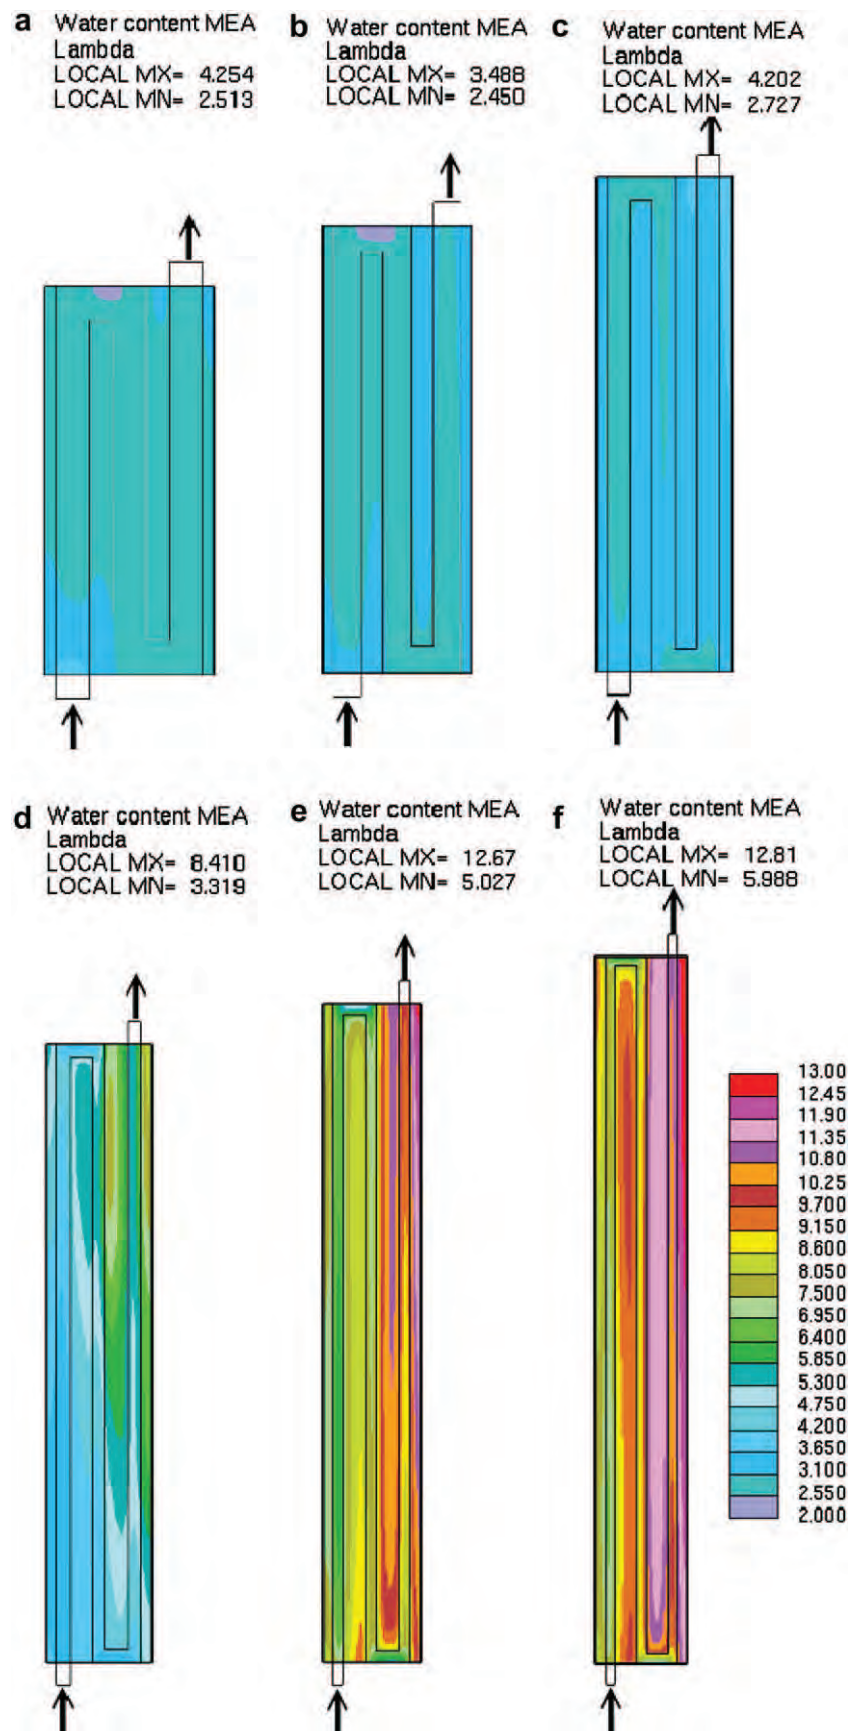 a Water content MEA
Lambda
LOCAL MX= 4.254
LOCAL MN= 2.513
b Water content MEA
Lambda
LOCAL MX= 3.488
LOCAL MN= 2.450
c Water content MEA
Lambda
LOCAL MX= 4.202
LOCAL MN= 2.727
d Water content MEA
Lambda
LOCAL MX= 8.410
LOCAL MN= 3.319
e Water content MEA
Lambda
LOCAL MX= 12.67
LOCAL MN= 5.027
f Water content MEA
Lambda
LOCAL MX= 12.81
LOCAL MN= 5.988
13.00
12.45
11.90
11.35
10.80
10.25
9.700
9.150
8.600
8.050
7.500
6.950
6.400
5.850
5.300
4.750
4.200
3.650
3.100
2.550
2.000